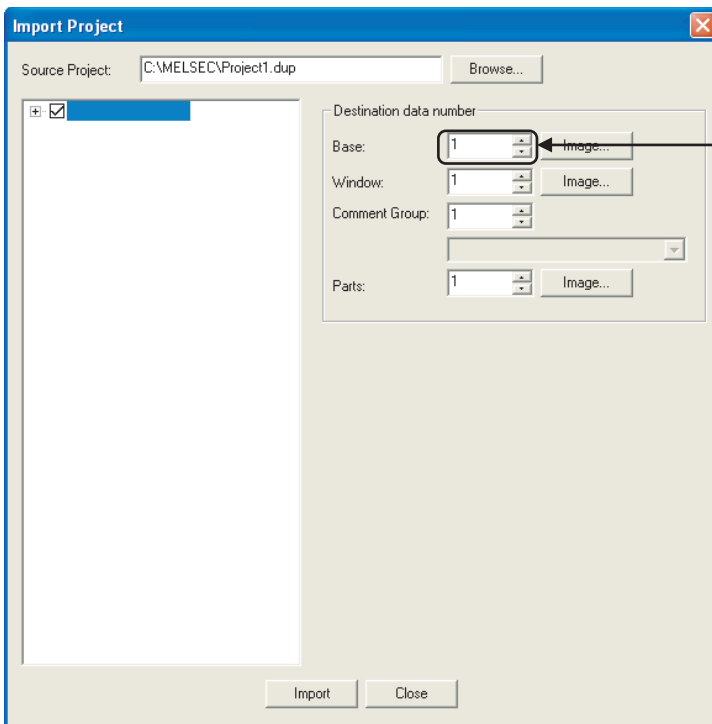 Import Project
Source Project: C:\MELSEC\Project1.dup Browse...
Destination data number
Base: 1 Image...
Window: 1 Image...
Comment Group: 1
Parts: 1 Image...
Import Close